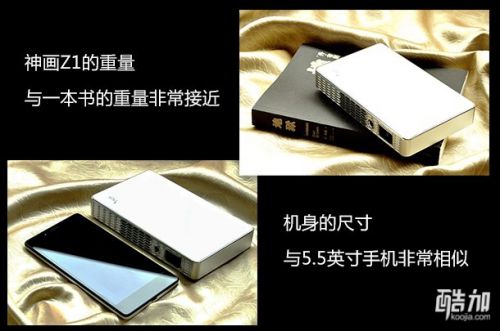 神画Z1的重量
与一本书的重量非常接近
机身的尺寸
与5.5英寸手机非常相似
酷加
koojia.com